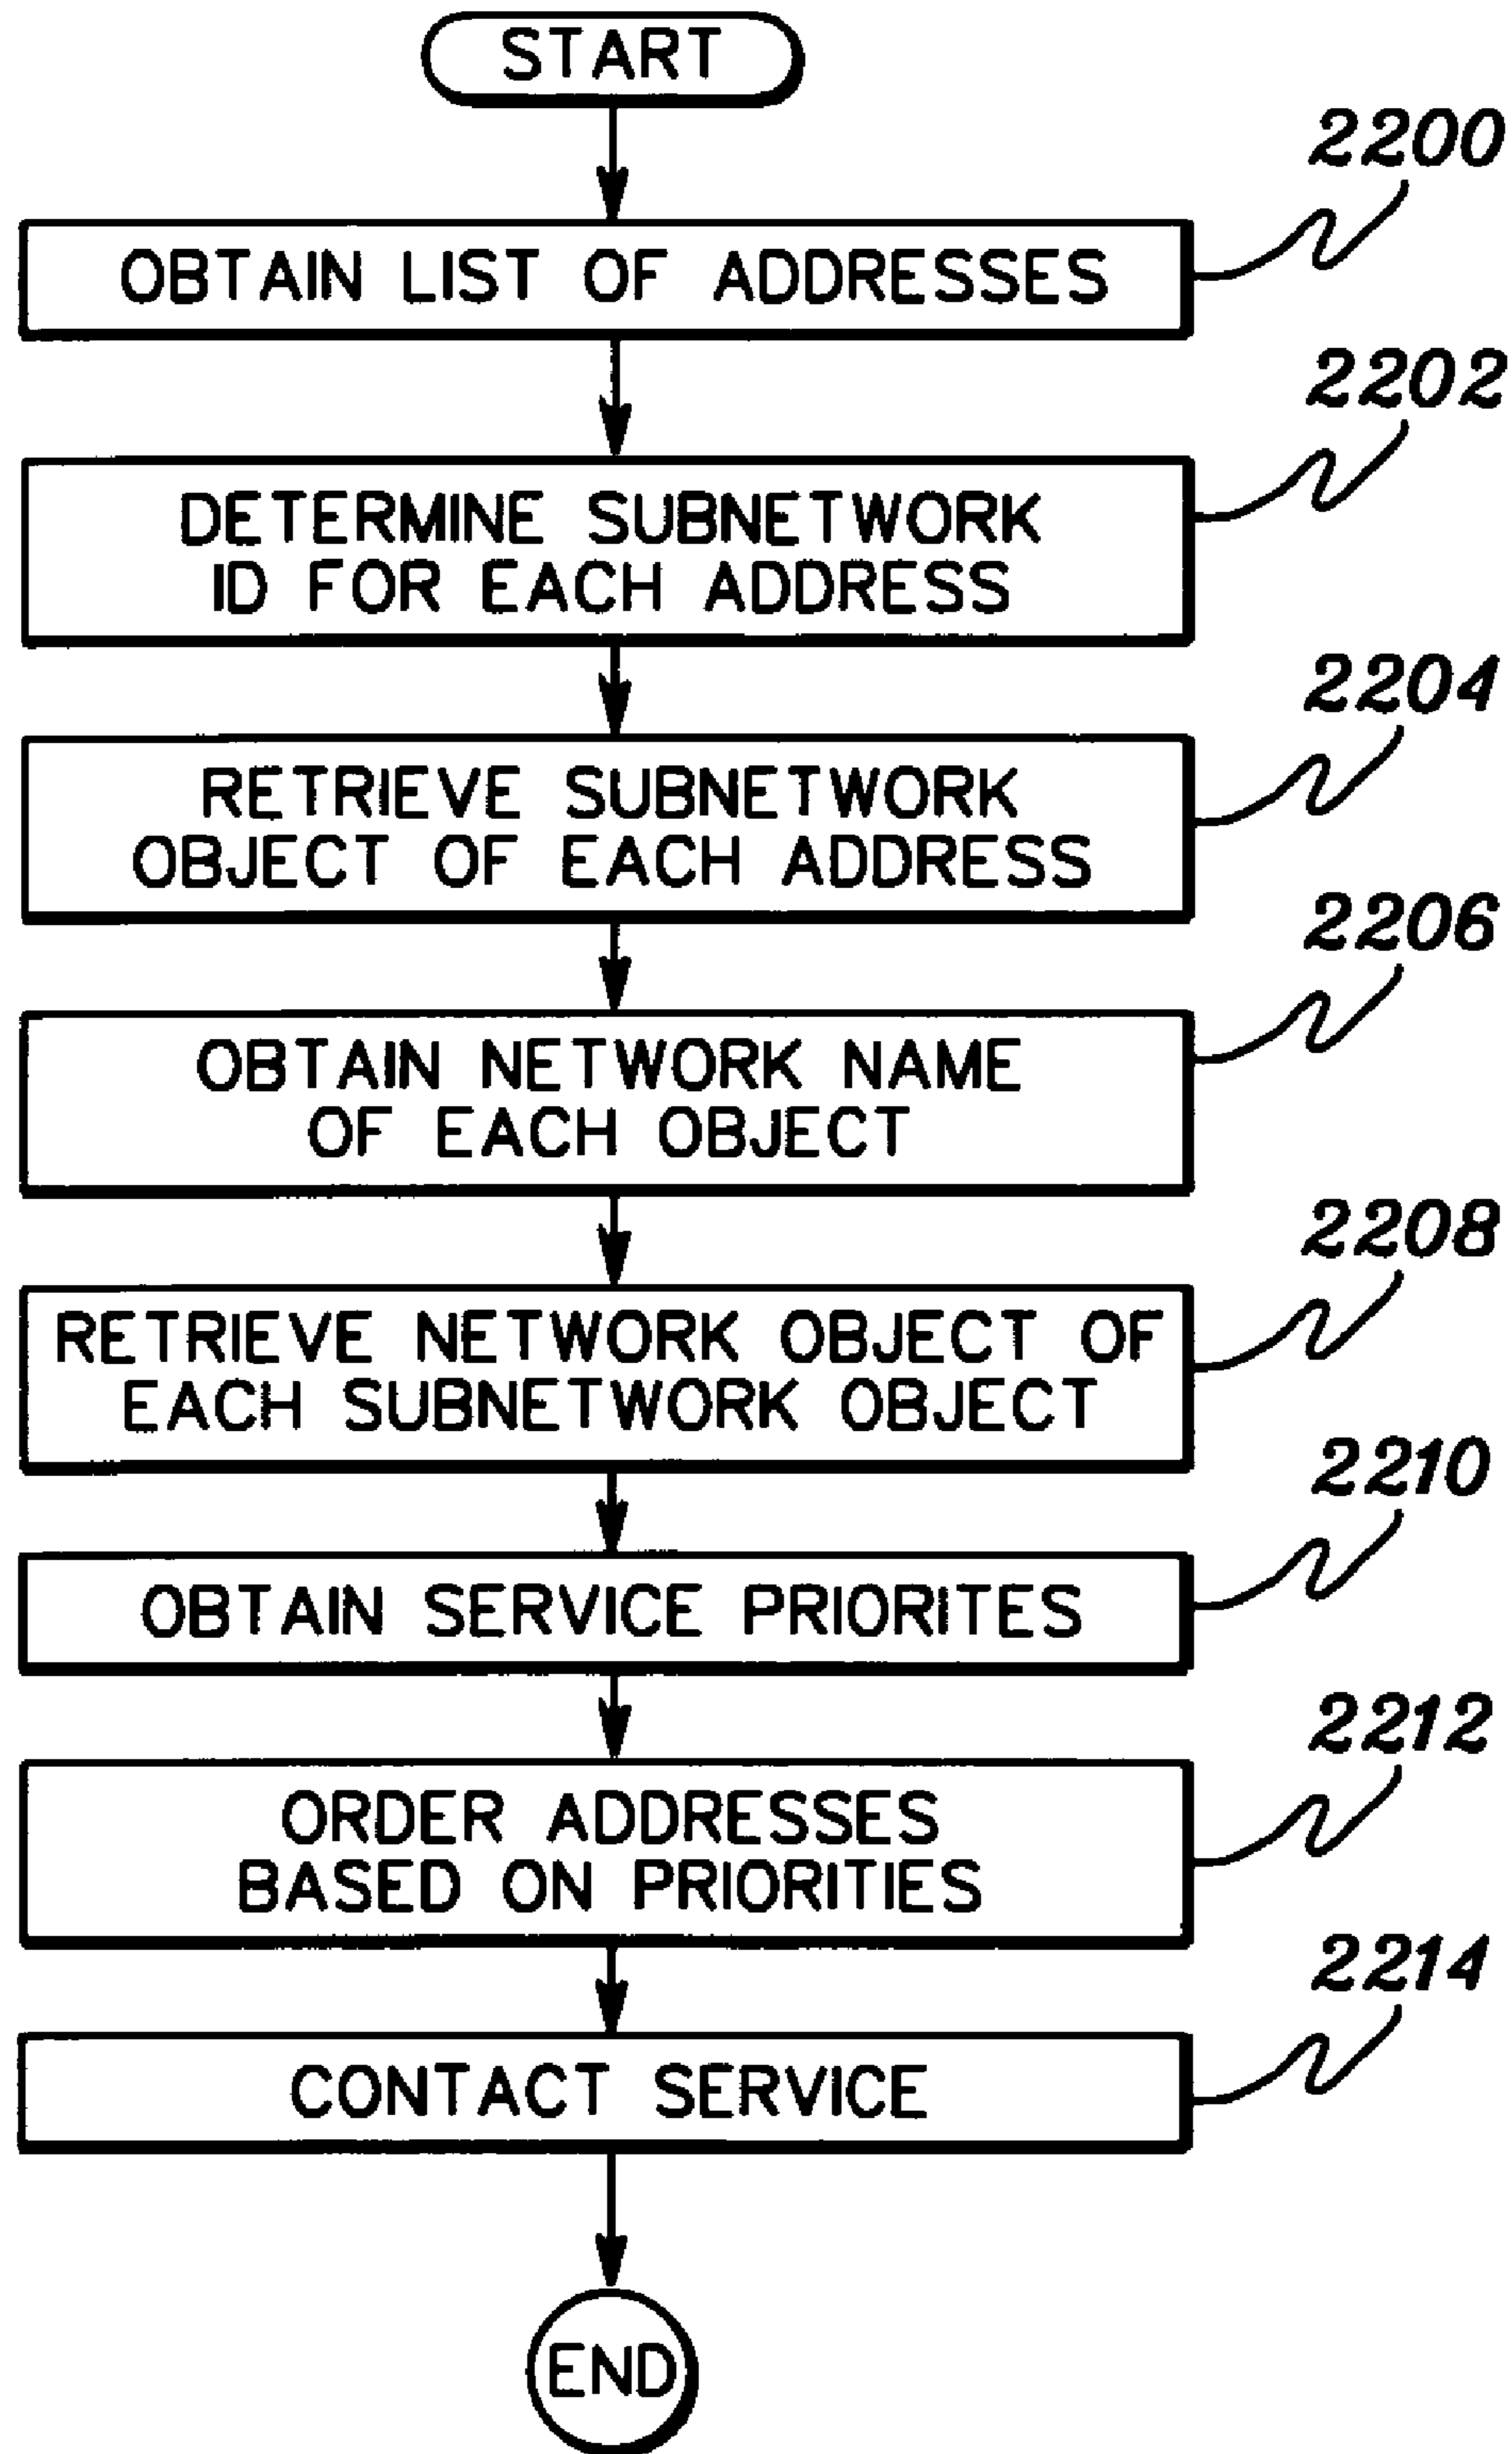 START
2200
OBTAIN LIST OF ADDRESSES
2202
DETERMINE SUBNETWORK
ID FOR EACH ADDRESS
2204
RETRIEVE SUBNETWORK
OBJECT OF EACH ADDRESS
2206
OBTAIN NETWORK NAME
OF EACH OBJECT
2208
RETRIEVE NETWORK OBJECT OF
EACH SUBNETWORK OBJECT
2210
OBTAIN SERVICE PRIORITES
2212
ORDER ADDRESSES
BASED ON PRIORITIES
2214
CONTACT SERVICE
END